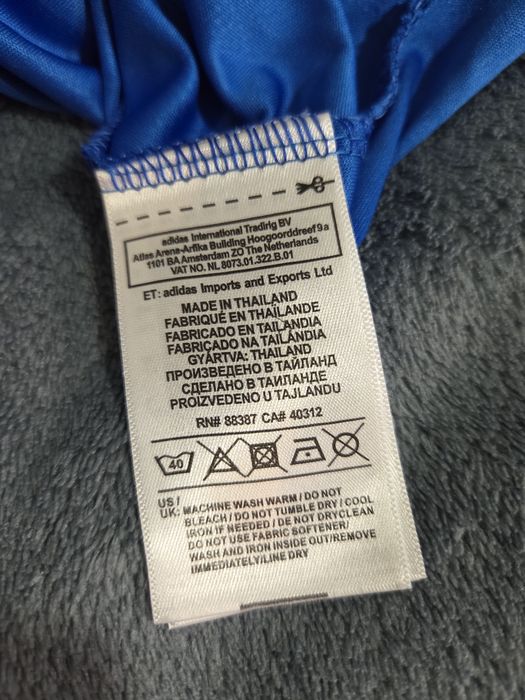 adidas International Tradirig BV
Atlas Arena-Arfika Building Hoogoorddreef 9a
1101 BA Amsterdam ZO The Netherlands
VAT NO. NL 8073.01.322.B.01
ET: adidas Imports and Exports Ltd
MADE IN THAILAND
FABRIQUÉ EN THAÏLANDE
FABRICADO EN TAILANDIA
FABRICADO NA TAILÂNDIA
GYÁRTVA: THAILAND
ПРОИЗВЕДЕНО В ТАЙЛАНД
СДЕЛАНО В ТАИЛАНДЕ
PROIZVEDENO U TAJLANDU
RN# 88387 CA# 40312
40
US /
UK: MACHINE WASH WARM / DO NOT
BLEACH / DO NOT TUMBLE DRY / COOL
IRON IF NEEDED / DE NOT DRYCLEAN
DO NOT USE FABRIC SOFTENER/
WASH AND IRON INSIDE OUT/REMOVE
IMMEDIATELY/LINE DRY